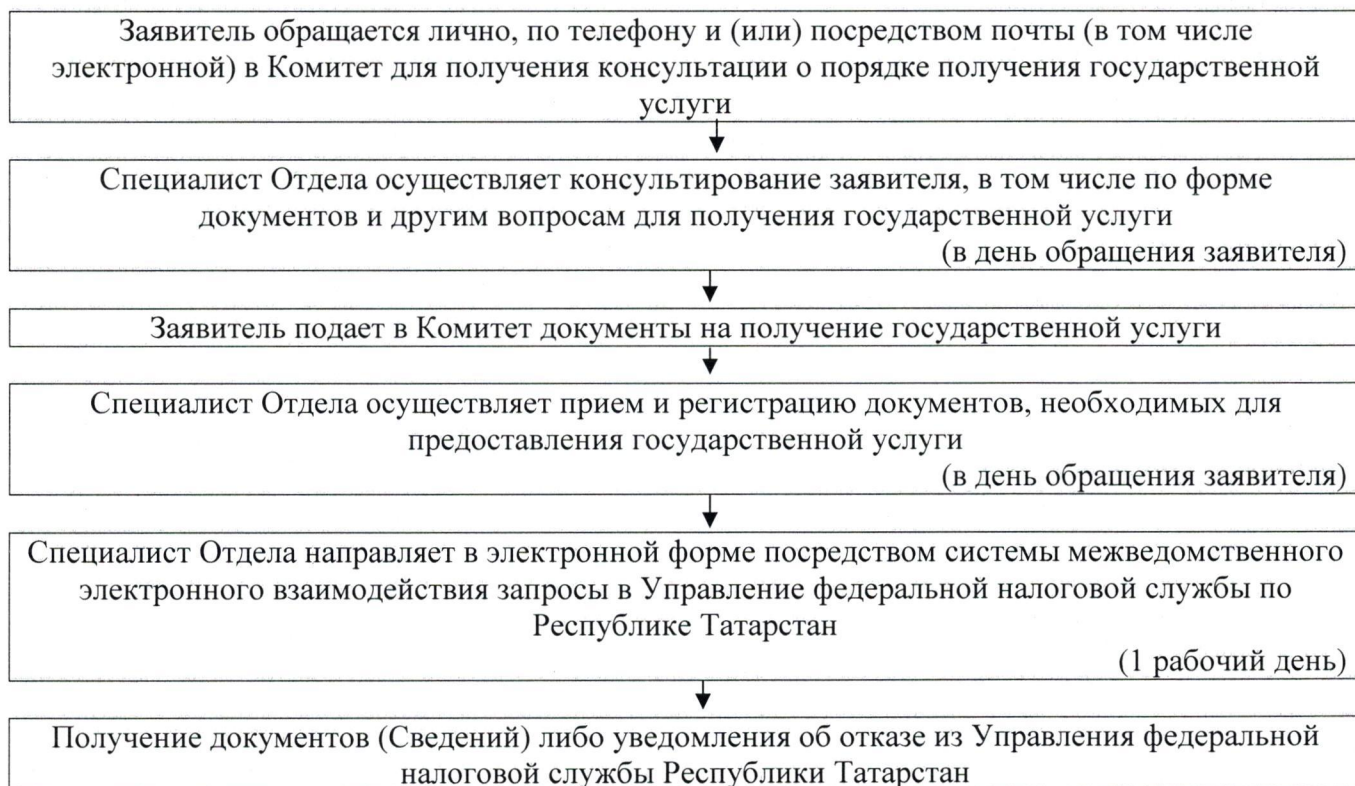 Заявитель обращается лично, по телефону и (или) посредством почты (в том числе
электронной) в Комитет для получения консультации о порядке получения государственной
услуги
Специалист Отдела осуществляет консультирование заявителя, в том числе по форме
документов и другим вопросам для получения государственной услуги
(в день обращения заявителя)
Заявитель подает в Комитет документы на получение государственной услуги
Специалист Отдела осуществляет прием и регистрацию документов, необходимых для
предоставления государственной услуги
(в день обращения заявителя)
Специалист Отдела направляет в электронной форме посредством системы межведомственного
электронного взаимодействия запросы в Управление федеральной налоговой службы по
Республике Татарстан
(1 рабочий день)
Получение документов (Сведений) либо уведомления об отказе из Управления федеральной
налоговой службы Республики Татарстан